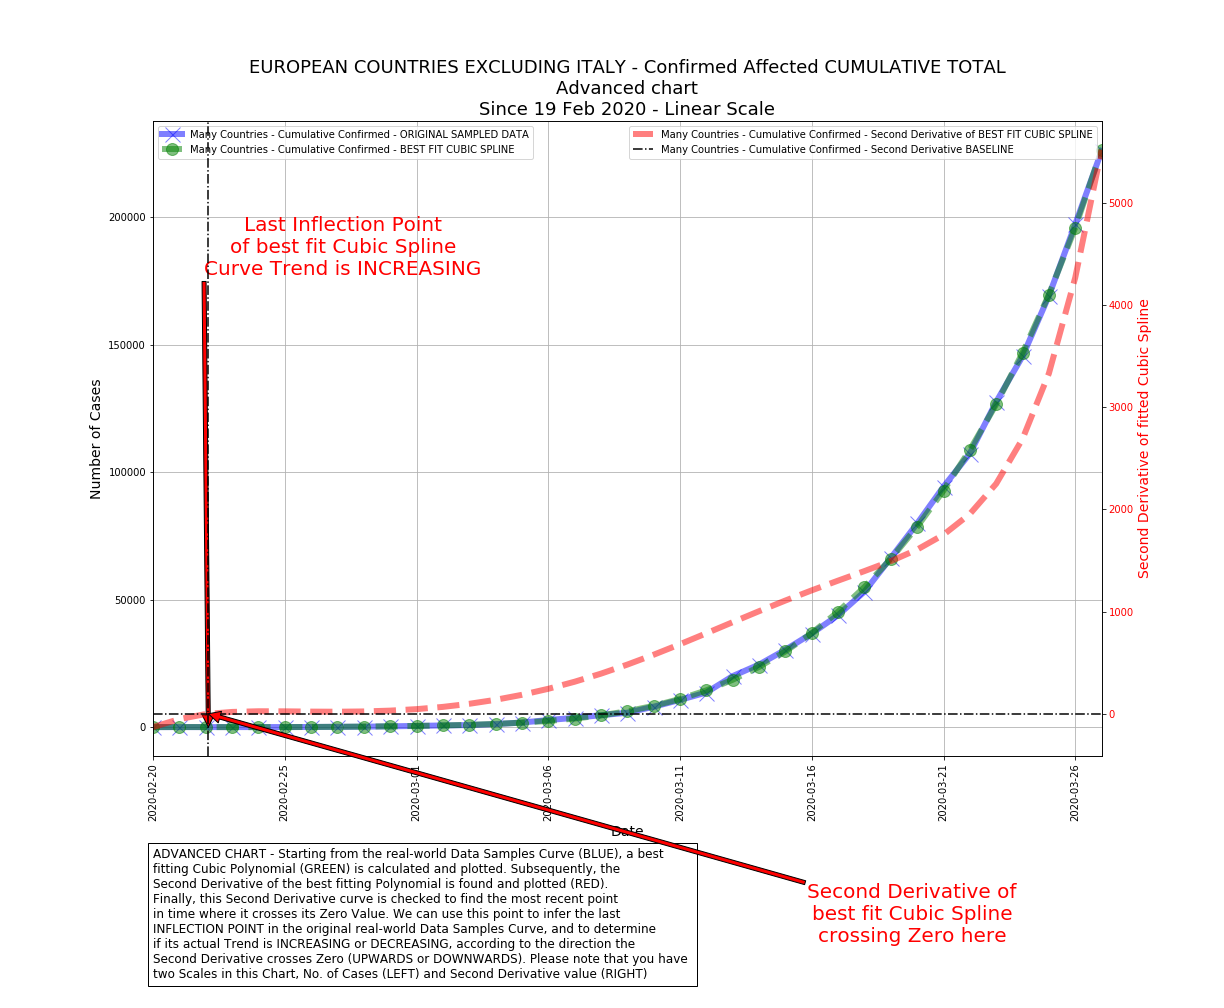 EUROPEAN COUNTRIES EXCLUDING ITALY - Confirmed Affected CUMULATIVE TOTAL
Advanced chart
Since 19 Feb 2020 - Linear Scale
Many Countries - Cumulative Confirmed - ORIGINAL SAMPLED DATA
Many Countries - Cumulative Confirmed - BEST FIT CUBIC SPLINE
Many Countries - Cumulative Confirmed - Second Derivative of BEST FIT CUBIC SPLINE
Many Countries - Cumulative Confirmed - Second Derivative BASELINE
Last Inflection Point
of best fit Cubic Spline
Curve Trend is INCREASING
Number of Cases
200000
150000
100000
50000
0
5000
4000
3000
2000
1000
0
Second Derivative of fitted Cubic Spline
2020-02-20
2020-02-25
2020-03-01
2020-03-06
2020-03-11
2020-03-16
2020-03-21
2020-03-26
Date
ADVANCED CHART - Starting from the real-world Data Samples Curve (BLUE), a best
fitting Cubic Polynomial (GREEN) is calculated and plotted. Subsequently, the
Second Derivative of the best fitting Polynomial is found and plotted (RED).
Finally, this Second Derivative curve is checked to find the most recent point
in time where it crosses its Zero Value. We can use this point to infer the last
INFLECTION POINT in the original real-world Data Samples Curve, and to determine
if its actual Trend is INCREASING or DECREASING, according to the direction the
Second Derivative crosses Zero (UPWARDS or DOWNWARDS). Please note that you have
two Scales in this Chart, No. of Cases (LEFT) and Second Derivative value (RIGHT)
Second Derivative of
best fit Cubic Spline
crossing Zero here